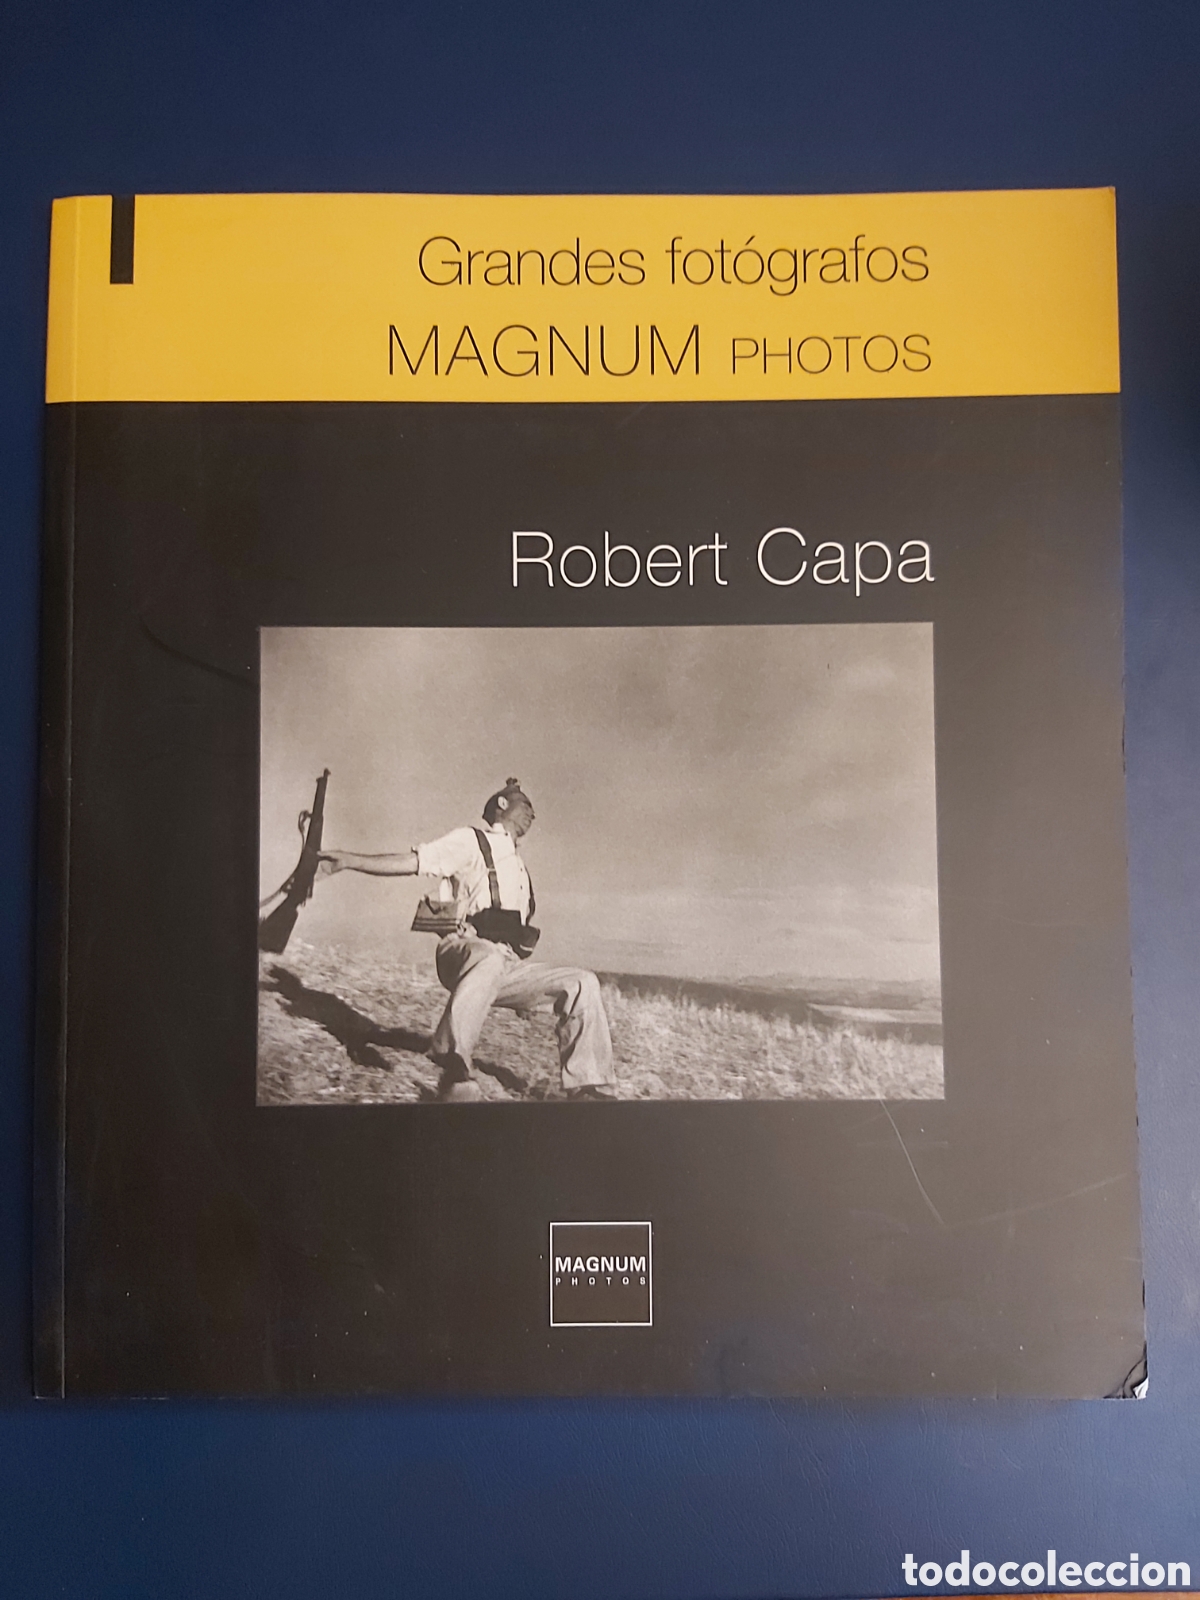 Grandes fotógrafos
MAGNUM PHOTOS
Robert Capa
MAGNUM
PHOTOS
todocoleccion